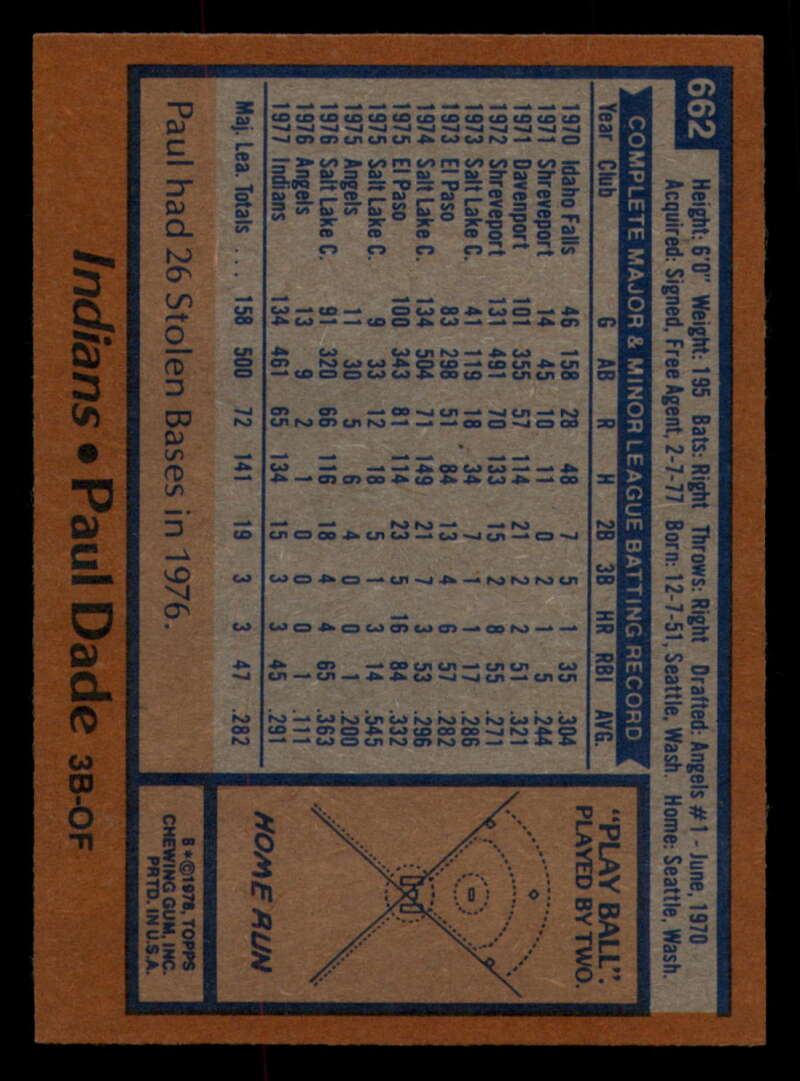 662
Height: 6'0" Weight: 195 Bats: Right Throws: Right Drafted: Angels #1 - June, 1970
Acquired: Signed, Free Agent, 2-7-77 Born: 12-7-51, Seattle, Wash. Home: Seattle, Wash.
COMPLETE MAJOR & MINOR LEAGUE BATTING RECORD
Year Club G AB R H 2B 3B HR RBI AVG.
1970 Idaho Falls 46 158 28 48 7 5 1 35 .304
1971 Shreveport 14 45 10 11 0 2 1 5 .244
1971 Davenport 101 355 57 114 21 2 2 51 .321
1972 Shreveport 131 491 70 133 15 2 8 55 .271
1973 Salt Lake C. 41 119 18 34 7 1 1 17 .286
1973 El Paso 83 298 51 84 13 4 6 57 .282
1974 Salt Lake C. 134 504 71 149 21 7 3 53 .296
1975 El Paso 100 343 81 114 23 5 16 84 .332
1975 Salt Lake C. 9 33 12 18 5 1 3 14 .545
1975 Angels 11 30 5 6 4 0 0 1 .200
1976 Salt Lake C. 91 320 66 116 18 4 4 65 .363
1976 Angels 13 9 2 1 0 0 0 1 .111
1977 Indians 134 461 65 134 15 3 3 45 .291
Maj. Lea. Totals ... 158 500 72 141 19 3 3 47 .282
Paul had 26 Stolen Bases in 1976.
Indians • Paul Dade 3B-OF
"PLAY BALL":
PLAYED BY TWO.
HOME RUN
B*©1978, TOPPS
CHEWING GUM, INC.
PRTD. IN U.S.A.